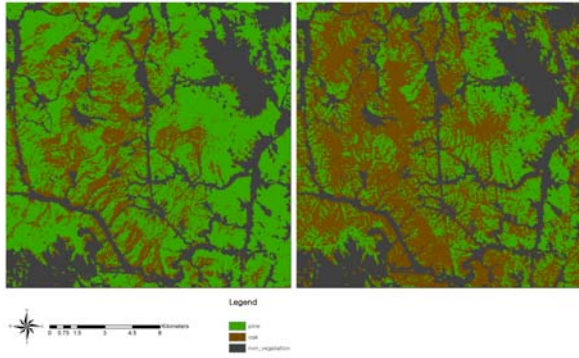 Legend
pine
oak
non_vegetation
Kilometers
0 0.75 1.5 3 4.5 6